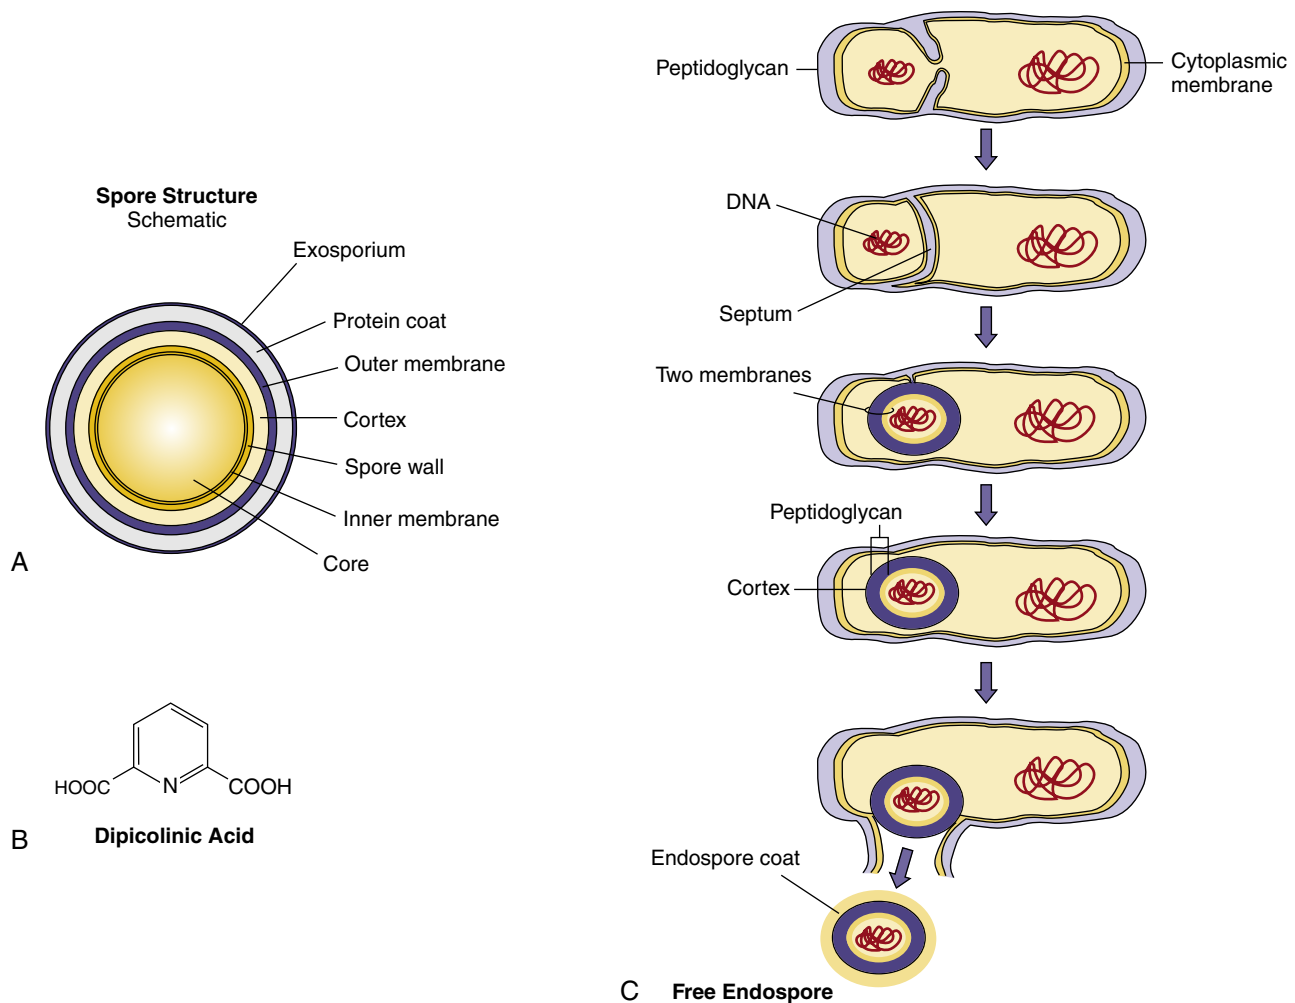 Spore Structure
Schematic
Exosporium
Protein coat
Outer membrane
Cortex
Spore wall
Inner membrane
Core
A
HOOC
N
COOH
B
Dipicolinic Acid
Peptidoglycan
Cytoplasmic
membrane
DNA
Septum
Two membranes
Peptidoglycan
Cortex
Endospore coat
C
Free Endospore